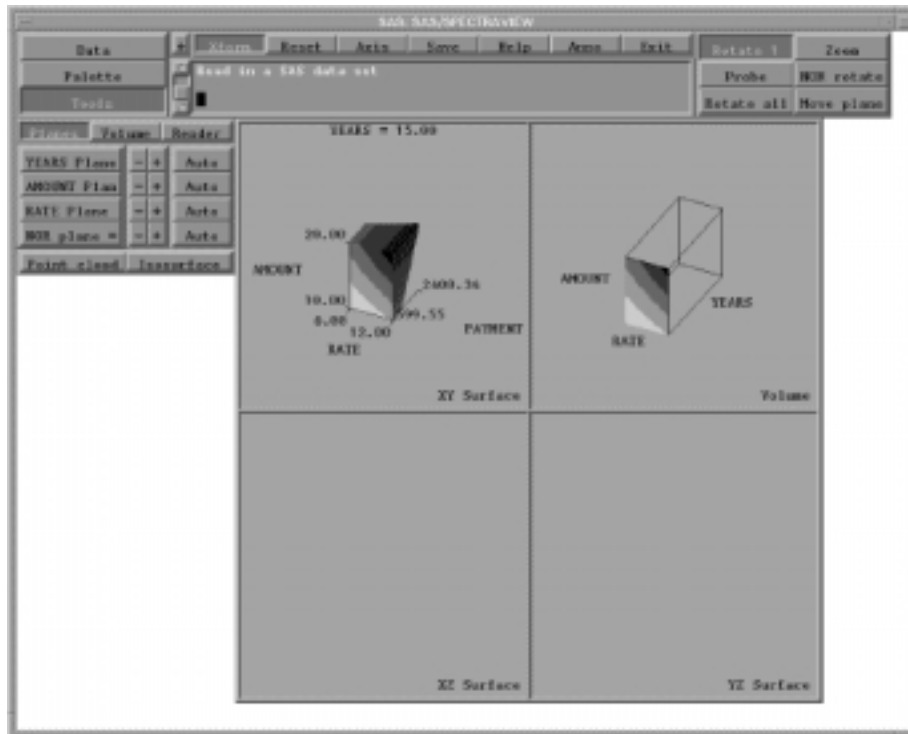 SAS: SAS/SPECTRAVIEW
Data
Palette
Tools
+
Xform Reset Axis Save Help Anno Exit
Read in a SAS data set
Rotate 1 Zoom
Probe NOR rotate
Rotate all Move plane
Planes Volume Render
YEARS Plane - + Auto
AMOUNT Plan - + Auto
RATE Plane - + Auto
NOR plane = - + Auto
Point cloud Isosurface
YEARS = 15.00
20.00
AMOUNT
10.00
6.00
12.00
RATE
2400.36
599.55
PAYMENT
XY Surface
AMOUNT
YEARS
RATE
Volume
XZ Surface
YZ Surface